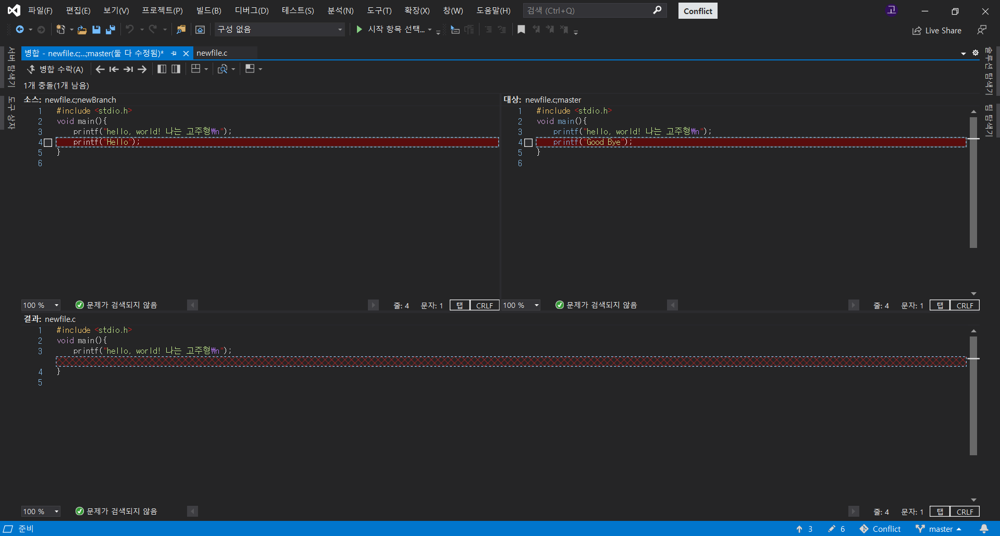 파일(F) 편집(E) 보기(V) 프로젝트(P) 빌드(B) 디버그(D) 테스트(S) 분석(N) 도구(T) 확장(X) 창(W) 도움말(H) 검색 (Ctrl+Q) Conflict 고
구성 없음 시작 항목 선택... Live Share
서버 탐색기
도구 상자
병합 - newfile.c;...;master(둘 다 수정됨)* newfile.c
병합 수락(A)
1개 충돌(1개 남음)
소스: newfile.c;newBranch
1 #include <stdio.h>
2 void main(){
3 printf("hello, world! 나는 고주형₩n");
4 printf("Hello");
5 }
6
100 % 문제가 검색되지 않음 줄: 4 문자: 1 탭 CRLF
대상: newfile.c;master
1 #include <stdio.h>
2 void main(){
3 printf("hello, world! 나는 고주형₩n");
4 printf("Good Bye");
5 }
6
100 % 문제가 검색되지 않음 줄: 4 문자: 1 탭 CRLF
결과: newfile.c
1 #include <stdio.h>
2 void main(){
3 printf("hello, world! 나는 고주형₩n");
4 }
5
100 % 문제가 검색되지 않음 줄: 4 문자: 1 탭 CRLF
솔루션 탐색기
팀 탐색기
준비 3 6 Conflict master